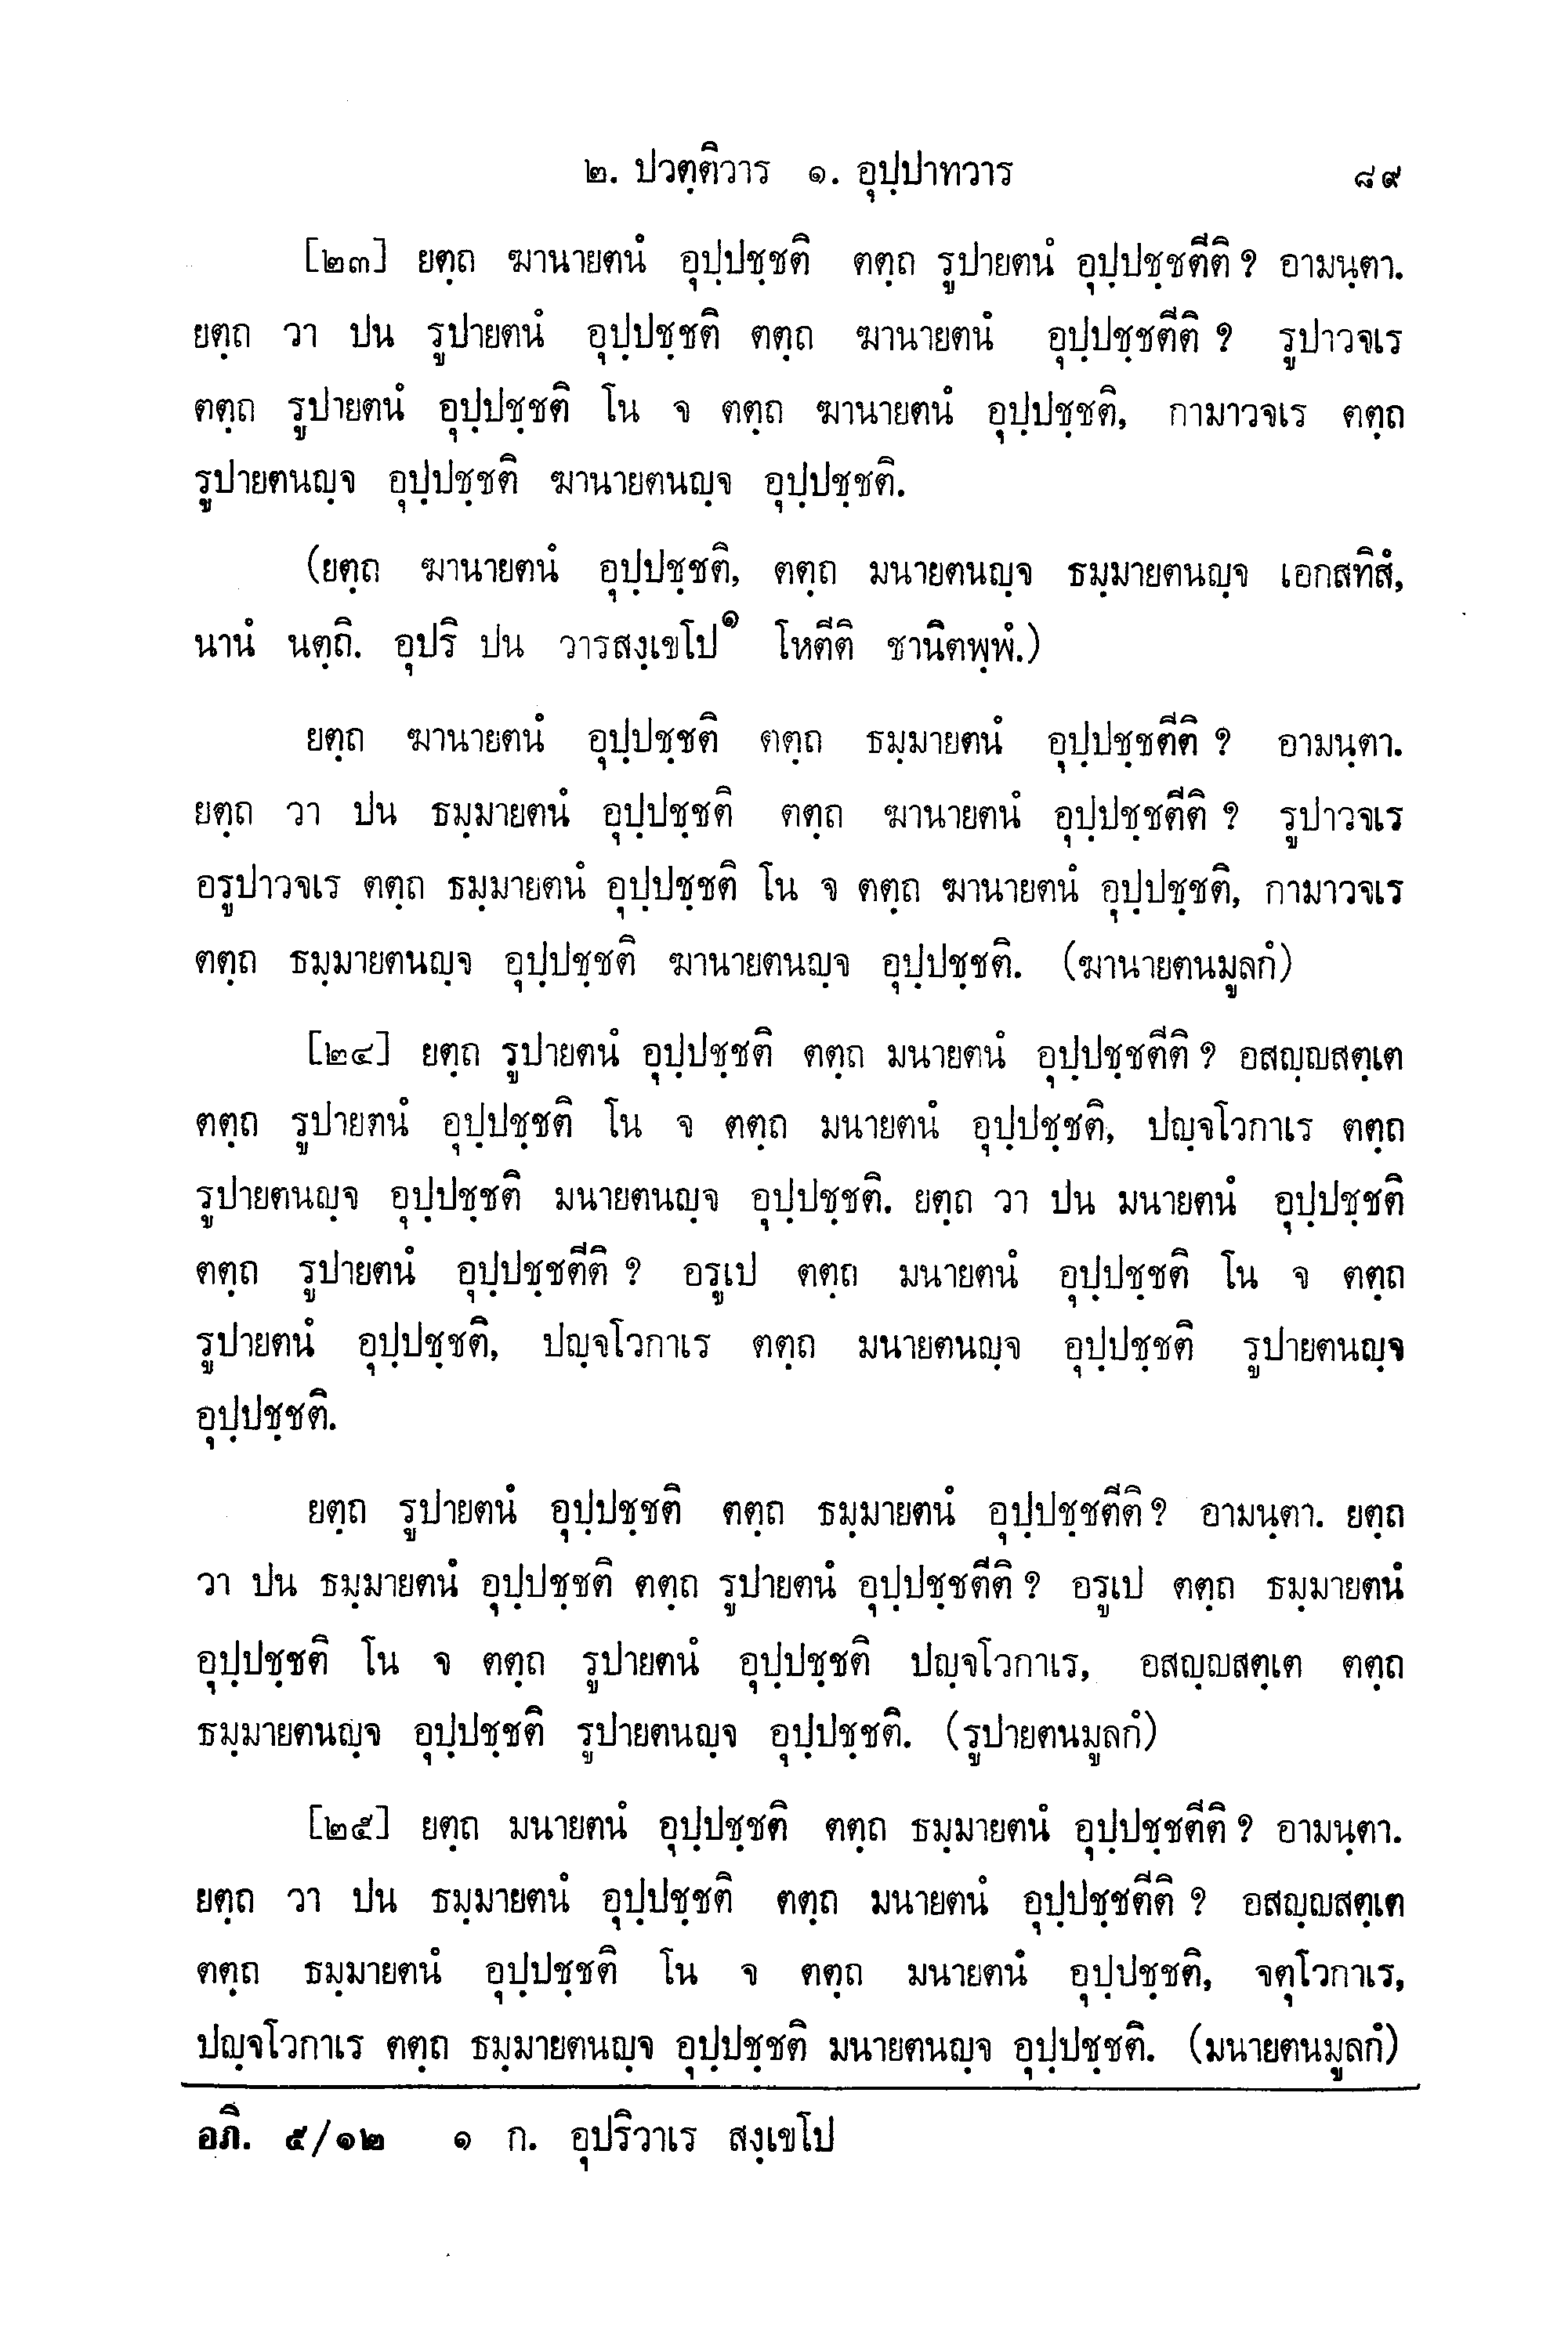 ๒. ปวตฺติวาร ๑. อุปฺปาทวาร ๘๙
[๒๓] ยตฺถ ฆานายตนํ อุปฺปชฺชติ ตตฺถ รูปายตนํ อุปฺปชฺชตีติ ? อามนฺตา.
ยตฺถ วา ปน รูปายตนํ อุปฺปชฺชติ ตตฺถ ฆานายตนํ อุปฺปชฺชตีติ ? รูปาวจเร
ตตฺถ รูปายตนํ อุปฺปชฺชติ โน จ ตตฺถ ฆานายตนํ อุปฺปชฺชติ, กามาวจเร ตตฺถ
รูปายตนญฺจ อุปฺปชฺชติ ฆานายตนญฺจ อุปฺปชฺชติ.
(ยตฺถ ฆานายตนํ อุปฺปชฺชติ, ตตฺถ มนายตนญฺจ ธมฺมายตนญฺจ เอกสทิสํ,
นานํ นตฺถิ. อุปริ ปน วารสงฺเขโป๑ โหตีติ ชานิตพฺพํ.)
ยตฺถ ฆานายตนํ อุปฺปชฺชติ ตตฺถ ธมฺมายตนํ อุปฺปชฺชตีติ ? อามนฺตา.
ยตฺถ วา ปน ธมฺมายตนํ อุปฺปชฺชติ ตตฺถ ฆานายตนํ อุปฺปชฺชตีติ ? รูปาวจเร
อรูปาวจเร ตตฺถ ธมฺมายตนํ อุปฺปชฺชติ โน จ ตตฺถ ฆานายตนํ อุปฺปชฺชติ, กามาวจเร
ตตฺถ ธมฺมายตนญฺจ อุปฺปชฺชติ ฆานายตนญฺจ อุปฺปชฺชติ. (ฆานายตนมูลกํ)
[๒๔] ยตฺถ รูปายตนํ อุปฺปชฺชติ ตตฺถ มนายตนํ อุปฺปชฺชตีติ ? อสญฺญสตฺเต
ตตฺถ รูปายตนํ อุปฺปชฺชติ โน จ ตตฺถ มนายตนํ อุปฺปชฺชติ, ปญฺจโวกาเร ตตฺถ
รูปายตนญฺจ อุปฺปชฺชติ มนายตนญฺจ อุปฺปชฺชติ. ยตฺถ วา ปน มนายตนํ อุปฺปชฺชติ
ตตฺถ รูปายตนํ อุปฺปชฺชตีติ ? อรูเป ตตฺถ มนายตนํ อุปฺปชฺชติ โน จ ตตฺถ
รูปายตนํ อุปฺปชฺชติ, ปญฺจโวกาเร ตตฺถ มนายตนญฺจ อุปฺปชฺชติ รูปายตนญฺจ
อุปฺปชฺชติ.
ยตฺถ รูปายตนํ อุปฺปชฺชติ ตตฺถ ธมฺมายตนํ อุปฺปชฺชตีติ ? อามนฺตา. ยตฺถ
วา ปน ธมฺมายตนํ อุปฺปชฺชติ ตตฺถ รูปายตนํ อุปฺปชฺชตีติ ? อรูเป ตตฺถ ธมฺมายตนํ
อุปฺปชฺชติ โน จ ตตฺถ รูปายตนํ อุปฺปชฺชติ ปญฺจโวกาเร, อสญฺญสตฺเต ตตฺถ
ธมฺมายตนญฺจ อุปฺปชฺชติ รูปายตนญฺจ อุปฺปชฺชติ. (รูปายตนมูลกํ)
[๒๕] ยตฺถ มนายตนํ อุปฺปชฺชติ ตตฺถ ธมฺมายตนํ อุปฺปชฺชตีติ ? อามนฺตา.
ยตฺถ วา ปน ธมฺมายตนํ อุปฺปชฺชติ ตตฺถ มนายตนํ อุปฺปชฺชตีติ ? อสญฺญสตฺเต
ตตฺถ ธมฺมายตนํ อุปฺปชฺชติ โน จ ตตฺถ มนายตนํ อุปฺปชฺชติ, จตุโวกาเร,
ปญฺจโวกาเร ตตฺถ ธมฺมายตนญฺจ อุปฺปชฺชติ มนายตนญฺจ อุปฺปชฺชติ. (มนายตนมูลกํ)
อภิ. ๕/๑๒ ๑ ก. อุปริวาเร สงฺเขโป